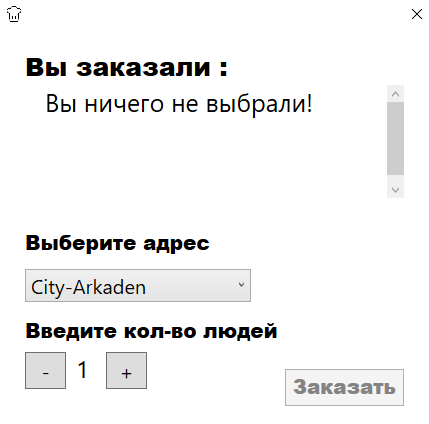 Вы заказали :
Вы ничего не выбрали!
Выберите адрес
City-Arkaden
Введите кол-во людей
- 1 +
Заказать